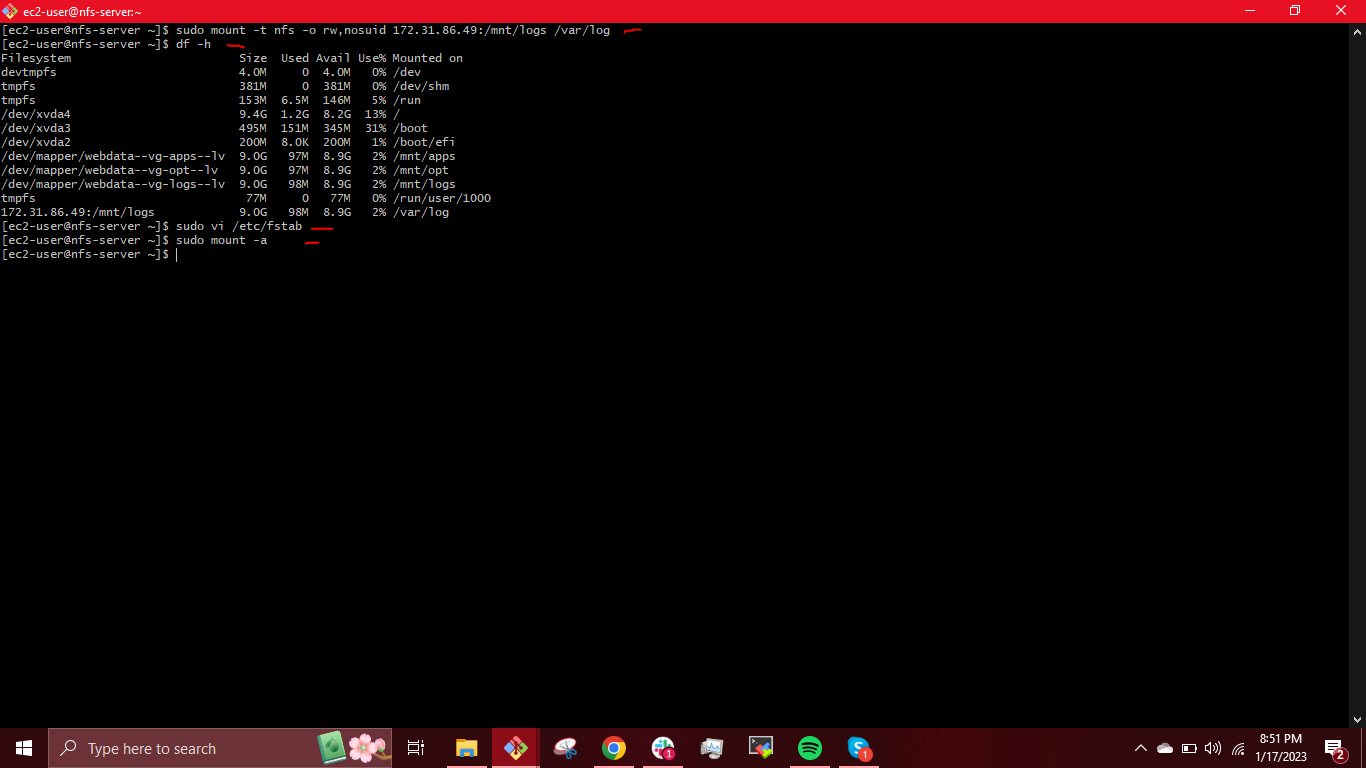 ec2-user@nfs-server:~
[ec2-user@nfs-server ~]$ sudo mount -t nfs -o rw,nosuid 172.31.86.49:/mnt/logs /var/log
[ec2-user@nfs-server ~]$ df -h
Filesystem                        Size  Used Avail Use% Mounted on
devtmpfs                          4.0M     0  4.0M   0% /dev
tmpfs                             381M     0  381M   0% /dev/shm
tmpfs                             153M  6.5M  146M   5% /run
/dev/xvda4                        9.4G  1.2G  8.2G  13% /
/dev/xvda3                        495M  151M  345M  31% /boot
/dev/xvda2                        200M  8.0K  200M   1% /boot/efi
/dev/mapper/webdata--vg-apps--lv  9.0G   97M  8.9G   2% /mnt/apps
/dev/mapper/webdata--vg-opt--lv   9.0G   97M  8.9G   2% /mnt/opt
/dev/mapper/webdata--vg-logs--lv  9.0G   98M  8.9G   2% /mnt/logs
tmpfs                              77M     0   77M   0% /run/user/1000
172.31.86.49:/mnt/logs            9.0G   98M  8.9G   2% /var/log
[ec2-user@nfs-server ~]$ sudo vi /etc/fstab
[ec2-user@nfs-server ~]$ sudo mount -a
[ec2-user@nfs-server ~]$
Type here to search
1
1
8:51 PM
1/17/2023
2